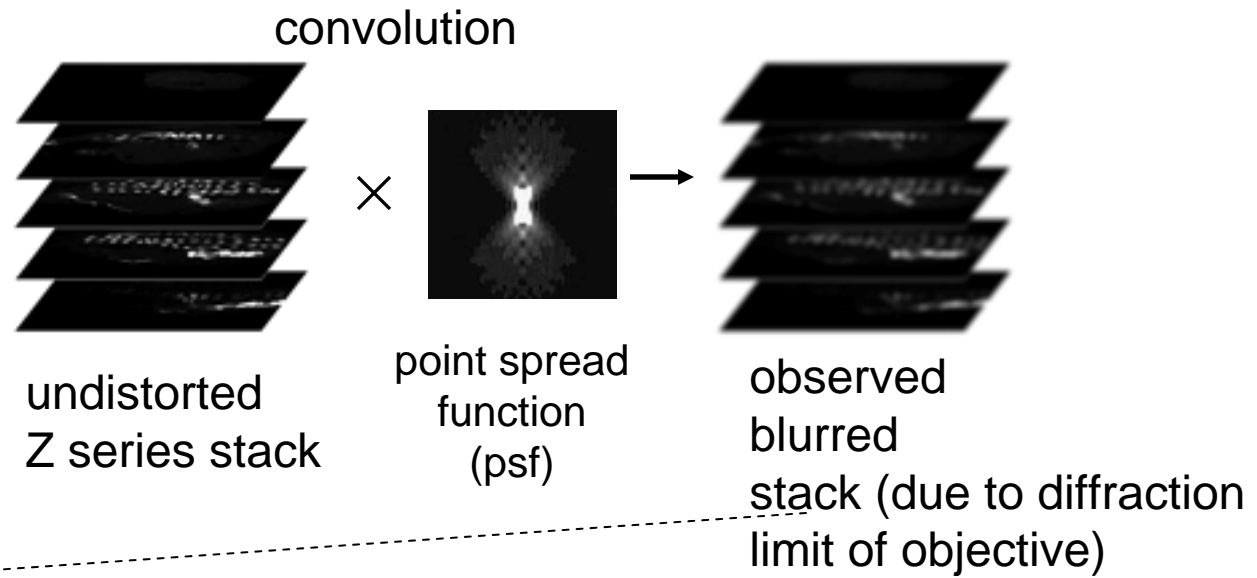 convolution
×
undistorted
Z series stack
point spread
function
(psf)
observed
blurred
stack (due to diffraction
limit of objective)